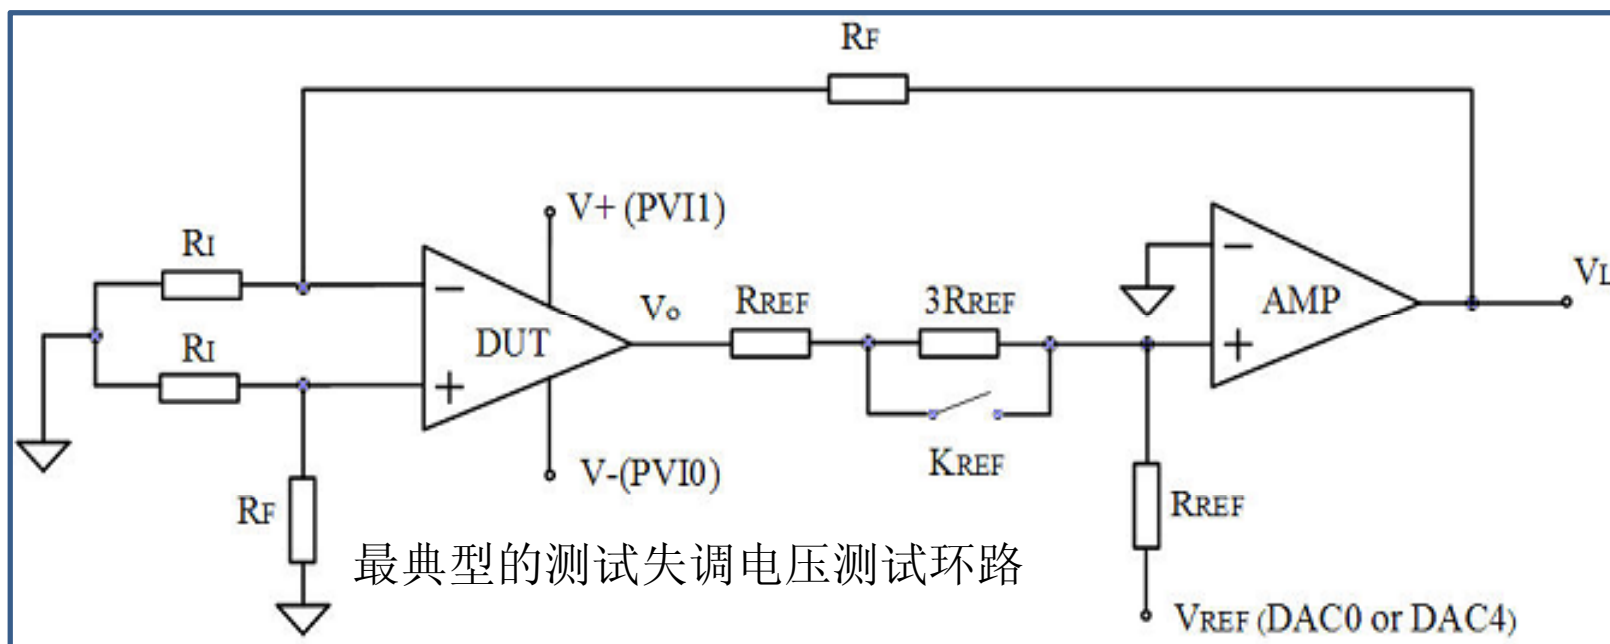 RF
V+ (PVI1)
RI
−
DUT
Vo
RREF
3RREF
−
AMP
VL
RI
+
+
KREF
V-(PVI0)
RF
RREF
最典型的测试失调电压测试环路
VREF (DAC0 or DAC4)